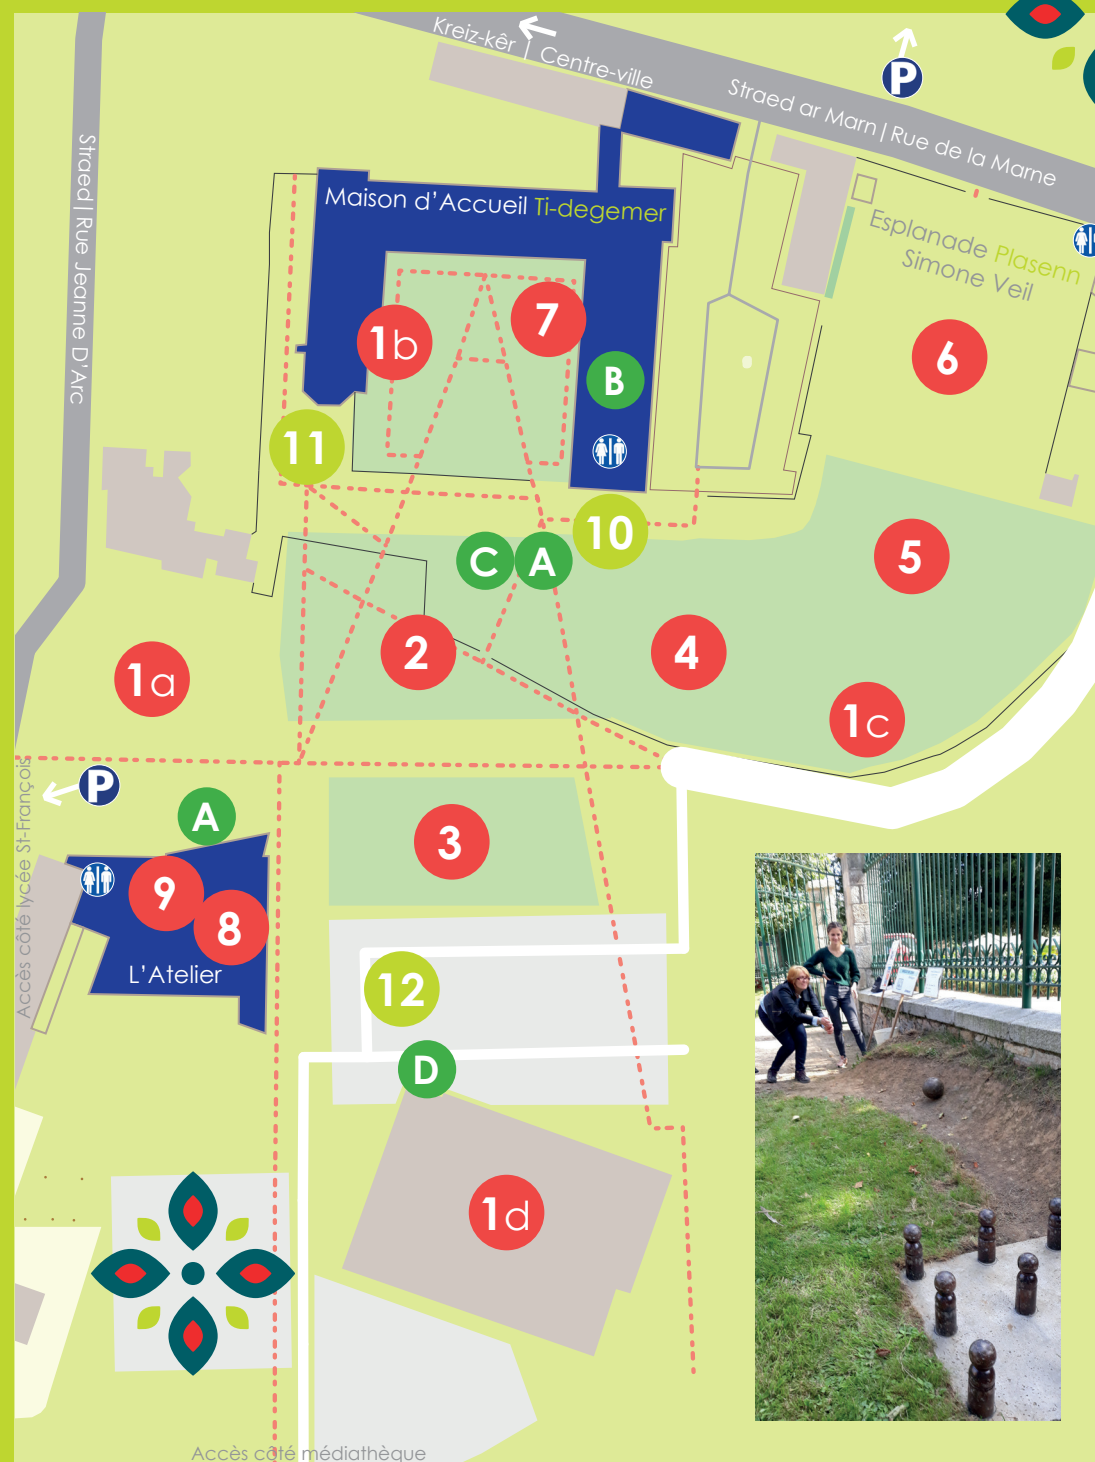 Kreiz-kêr | Centre-ville
P
Straed ar Marn | Rue de la Marne
Straed | Rue Jeanne D'Arc
Maison d'Accueil Ti-degemer
Esplanade Plasenn
Simone Veil
1b
7
6
B
11
10
C
A
5
2
4
1a
1c
P
A
3
Accès côté lycée St-François
9
8
L'Atelier
12
D
1d
Accès côté médiathèque